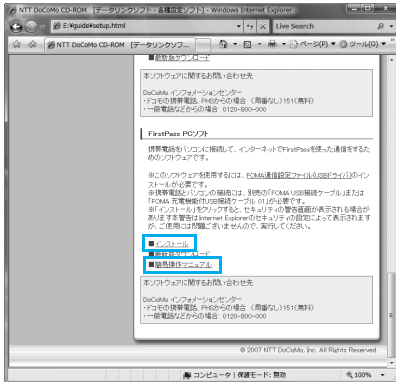 NTT DoCoMo CD-ROM [データリンクソフト・各種設定ソフト] - Windows Internet Explorer
E:¥guide¥setup.html
Live Search
NTT DoCoMo CD-ROM [データリンクソフ...
ページ(P)
ツール(O)
■最新版ダウンロード
本ソフトウェアに関するお問い合わせ先
DoCoMo インフォメーションセンター
・ドコモの携帯電話、PHSからの場合 (局番なし)151(無料)
・一般電話などからの場合 0120-800-000
FirstPass PCソフト
携帯電話をパソコンに接続して、インターネットでFirstPassを使った通信をするた
めのソフトウェアです。
※このソフトウェアを使用するには、FOMA通信設定ファイル(USBドライバ)のイン
ストールが必要です。
※携帯電話とパソコンの接続には、別売の「FOMA USB接続ケーブル」または
「FOMA 充電機能付USB接続ケーブル 01」が必要です。
※「インストール」をクリックすると、セキュリティの警告画面が表示される場合が
あります本警告はInternet Explorerのセキュリティの設定によって表示されます
が、ご使用には問題ございませんので、実行してください。
■インストール
■最新版ダウンロード
■簡易操作マニュアル
本ソフトウェアに関するお問い合わせ先
DoCoMo インフォメーションセンター
・ドコモの携帯電話、PHSからの場合 (局番なし)151(無料)
・一般電話などからの場合 0120-800-000
© 2007 NTT DoCoMo, Inc. All Rights Reserved.
コンピュータ | 保護モード: 無効
100%